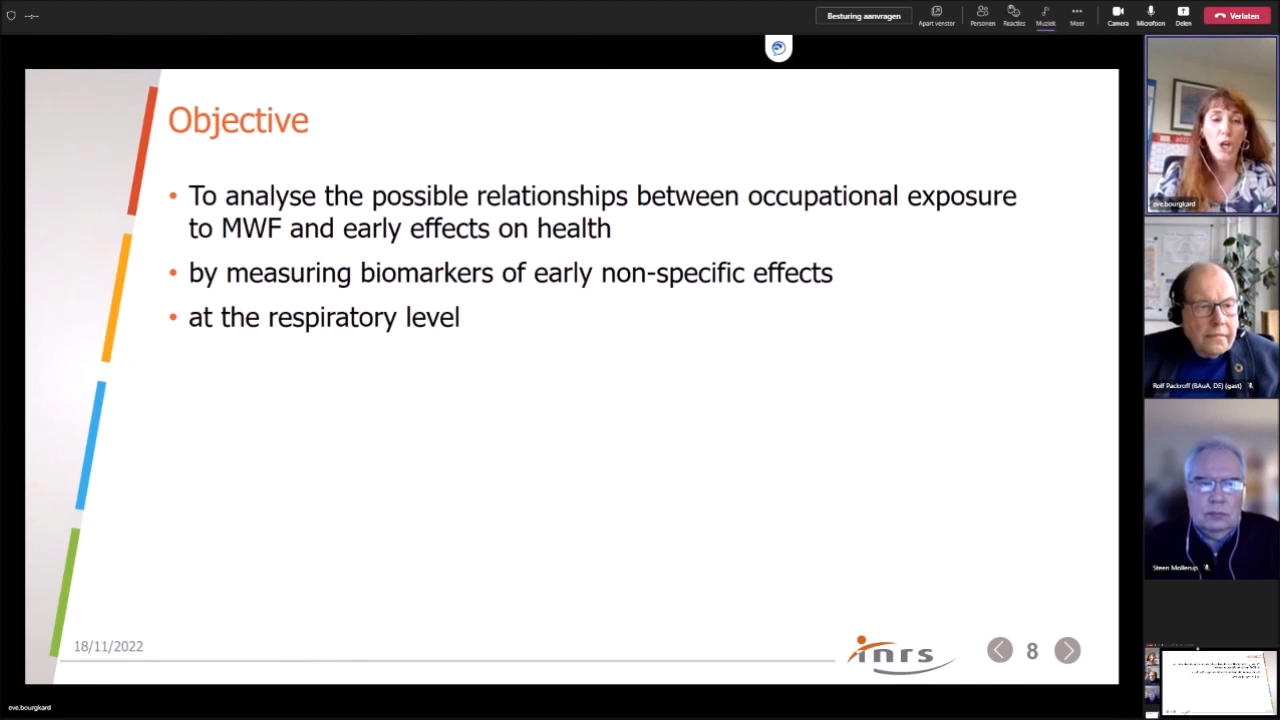 Besturing aanvragen
Apart venster
Personen
Reacties
Muziek
Meer
Camera
Microfoon
Delen
Verlaten
Objective
• To analyse the possible relationships between occupational exposure
to MWF and early effects on health
• by measuring biomarkers of early non-specific effects
• at the respiratory level
18/11/2022
inrs
8
eve.bourgkard
Rolf Packroff (BAuA, DE) (gast)
Steen Mollerup
eve.bourgkard